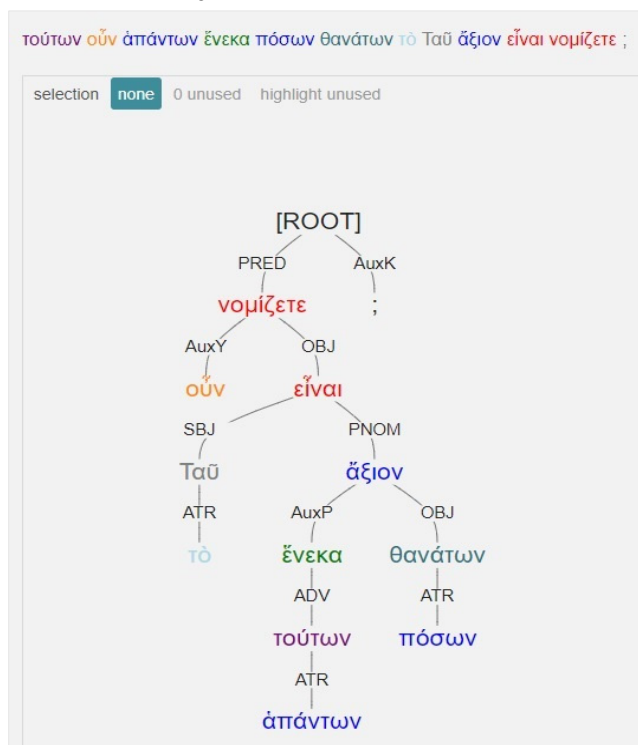 τούτων οὖν ἁπάντων ἕνεκα πόσων θανάτων τὸ Ταῦ ἄξιον εἶναι νομίζετε ;
selection none 0 unused highlight unused
[ROOT]
PRED AuxK
νομίζετε ;
AuxY OBJ
οὖν εἶναι
SBJ PNOM
Ταῦ ἄξιον
ATR AuxP OBJ
τὸ ἕνεκα θανάτων
ADV ATR
τούτων πόσων
ATR
ἁπάντων